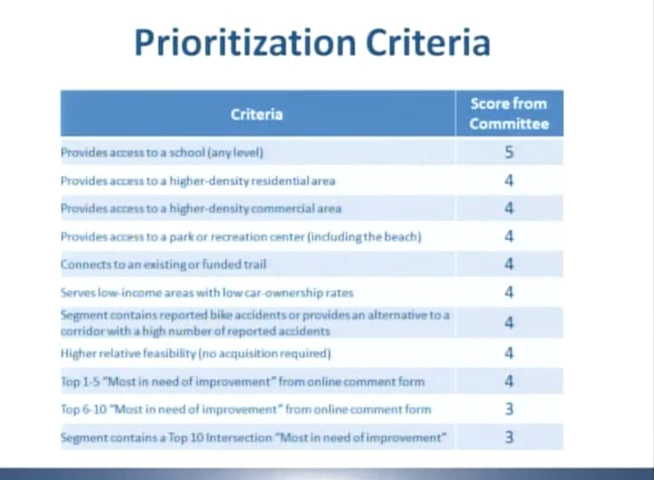 Prioritization Criteria
Criteria
Score from
Committee
Provides access to a school (any level) 5
Provides access to a higher-density residential area 4
Provides access to a higher-density commercial area 4
Provides access to a park or recreation center (including the beach) 4
Connects to an existing or funded trail 4
Serves low-income areas with low car-ownership rates 4
Segment contains reported bike accidents or provides an alternative to a
corridor with a high number of reported accidents 4
Higher relative feasibility (no acquisition required) 4
Top 1-5 "Most in need of improvement" from online comment form 4
Top 6-10 "Most in need of improvement" from online comment form 3
Segment contains a Top 10 Intersection "Most in need of improvement" 3